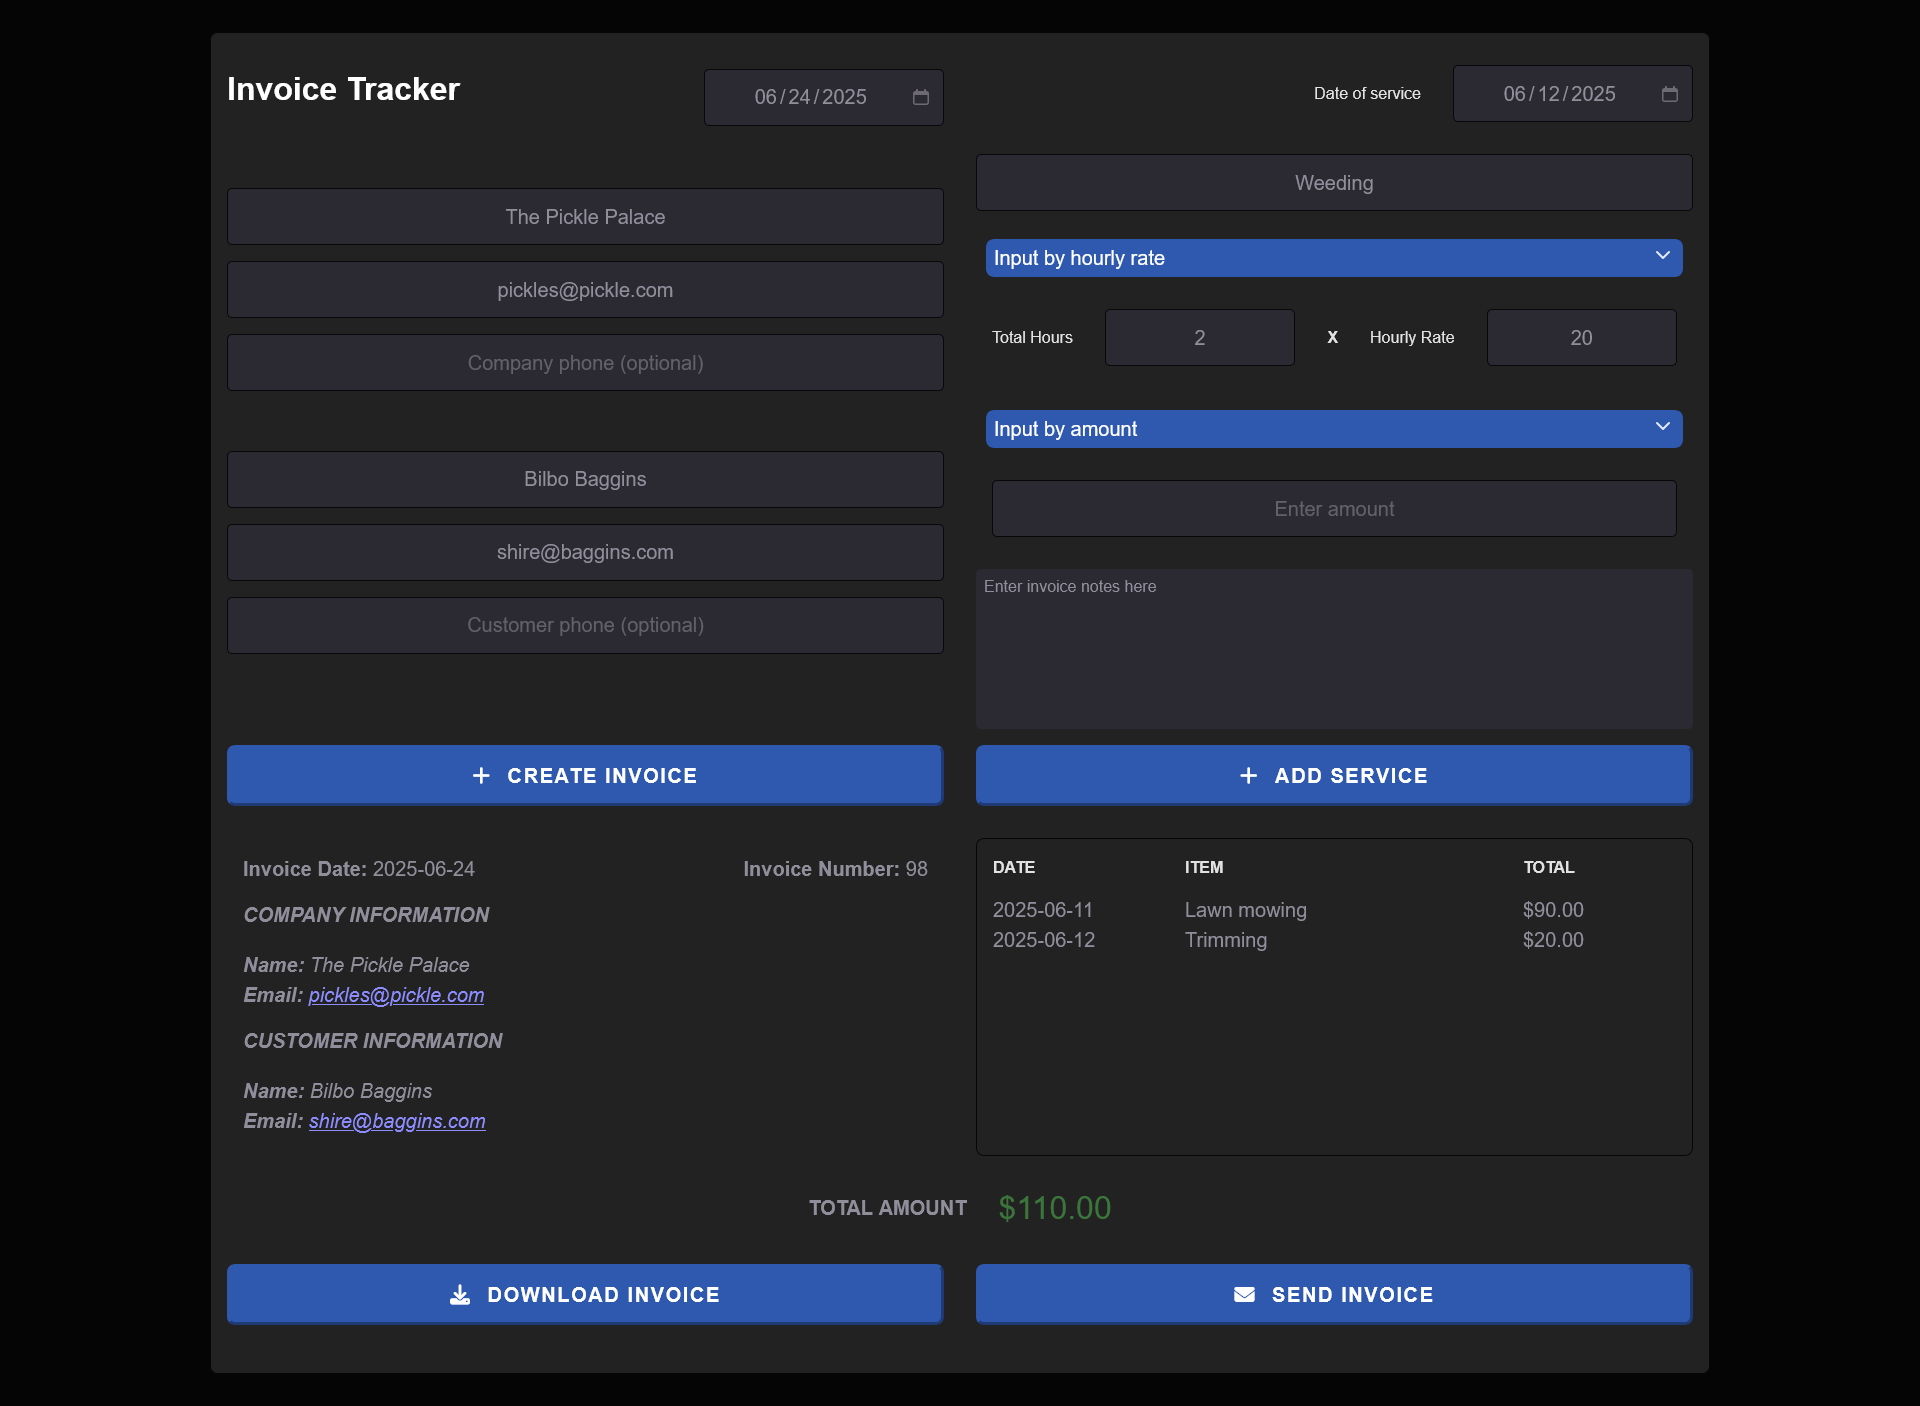 Invoice Tracker
06/24/2025
The Pickle Palace
pickles@pickle.com
Company phone (optional)
Bilbo Baggins
shire@baggins.com
Customer phone (optional)
+ CREATE INVOICE
Date of service
06/12/2025
Weeding
Input by hourly rate
Total Hours 2 X Hourly Rate 20
Input by amount
Enter amount
Enter invoice notes here
+ ADD SERVICE
Invoice Date: 2025-06-24 Invoice Number: 98
COMPANY INFORMATION
Name: The Pickle Palace
Email: pickles@pickle.com
CUSTOMER INFORMATION
Name: Bilbo Baggins
Email: shire@baggins.com
DATE ITEM TOTAL
2025-06-11 Lawn mowing $90.00
2025-06-12 Trimming $20.00
TOTAL AMOUNT $110.00
DOWNLOAD INVOICE
SEND INVOICE